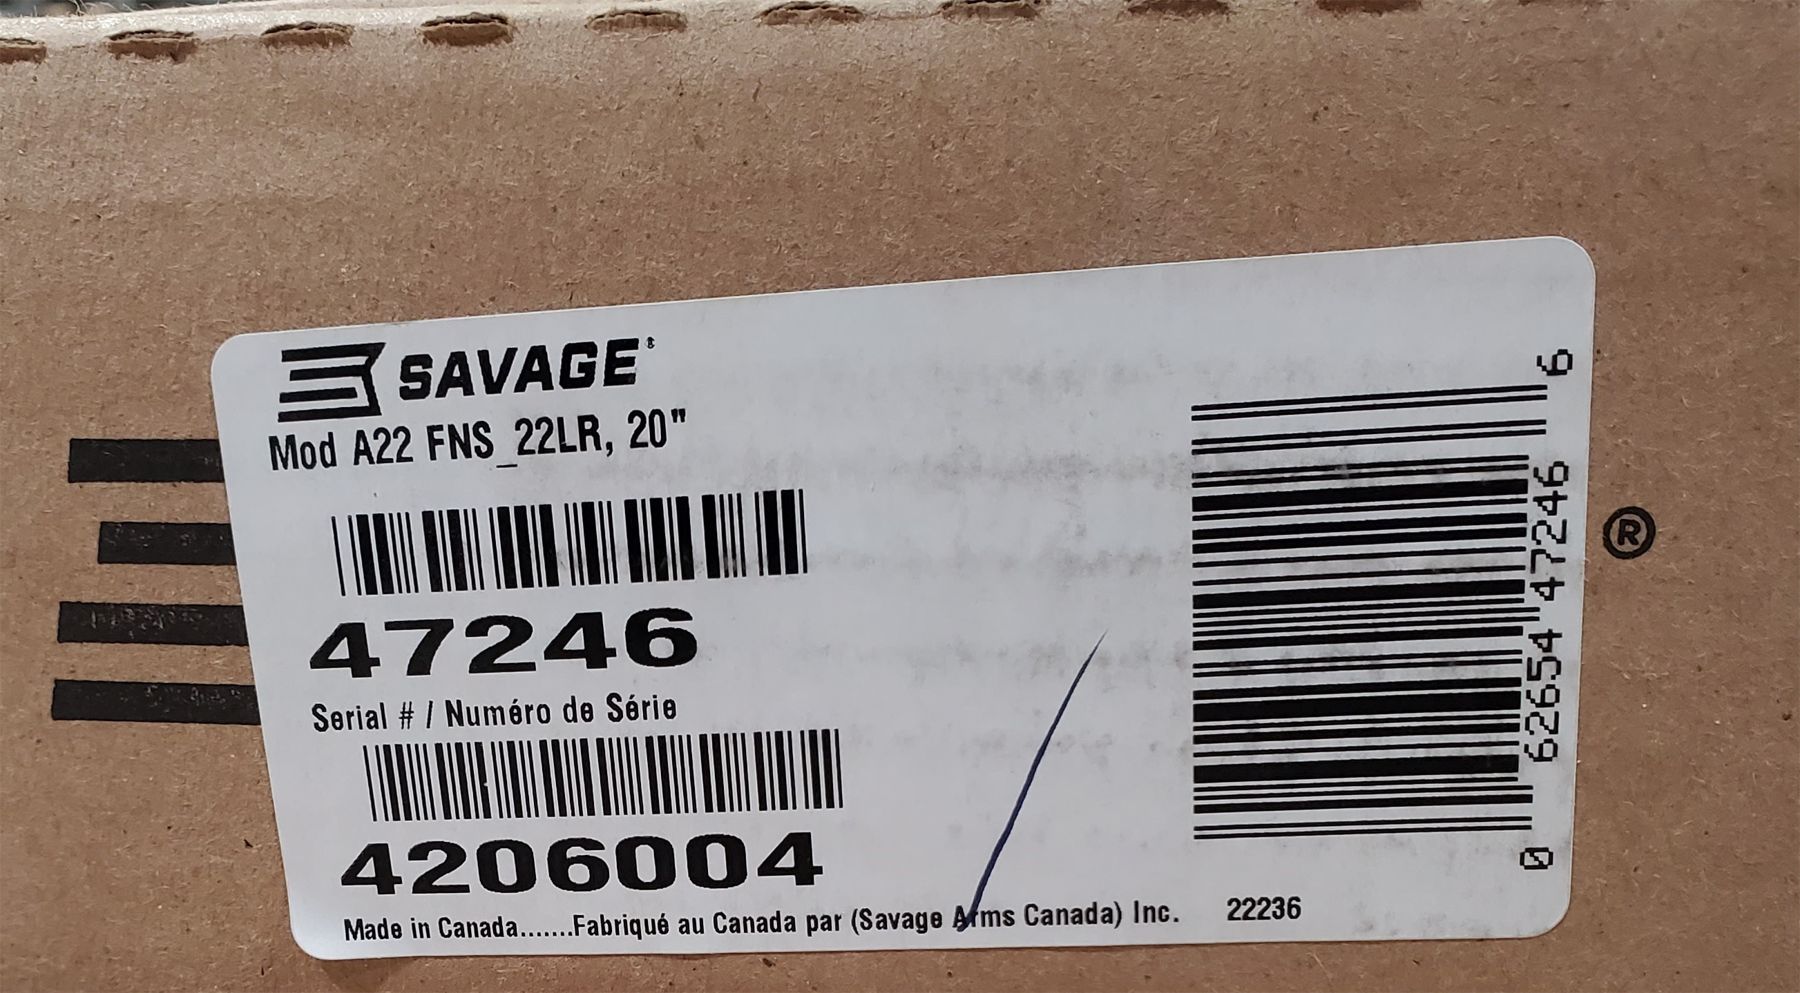 SAVAGE®
Mod A22 FNS_22LR, 20"
47246
Serial # / Numéro de Série
4206004
Made in Canada.......Fabriqué au Canada par (Savage Arms Canada) Inc. 22236
0 62654 47246 6
®